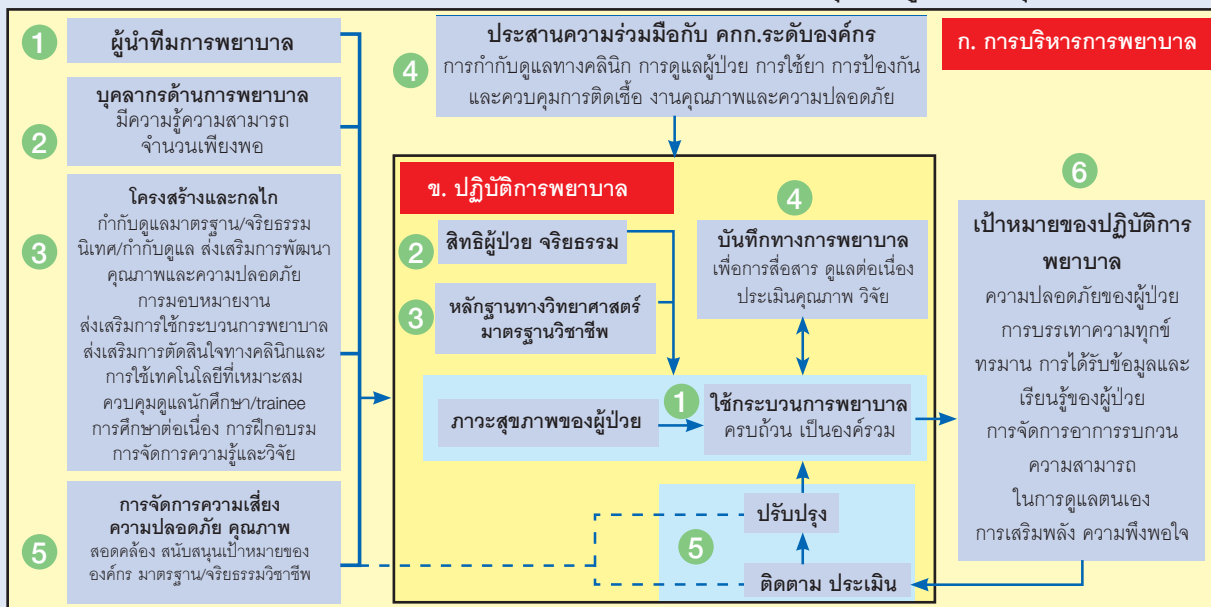 1
ผู้นำทีมการพยาบาล
2
บุคลากรด้านการพยาบาล
มีความรู้ความสามารถ
จำนวนเพียงพอ
3
โครงสร้างและกลไก
กำกับดูแลมาตรฐาน/จริยธรรม
นิเทศ/กำกับดูแล ส่งเสริมการพัฒนา
คุณภาพและความปลอดภัย
การมอบหมายงาน
ส่งเสริมการใช้กระบวนการพยาบาล
ส่งเสริมการตัดสินใจทางคลินิกและ
การใช้เทคโนโลยีที่เหมาะสม
ควบคุมดูแลนักศึกษา/trainee
การศึกษาต่อเนื่อง การฝึกอบรม
การจัดการความรู้และวิจัย
5
การจัดการความเสี่ยง
ความปลอดภัย คุณภาพ
สอดคล้อง สนับสนุนเป้าหมายของ
องค์กร มาตรฐาน/จริยธรรมวิชาชีพ
4
ประสานความร่วมมือกับ คกก.ระดับองค์กร
การกำกับดูแลทางคลินิก การดูแลผู้ป่วย การใช้ยา การป้องกัน
และควบคุมการติดเชื้อ งานคุณภาพและความปลอดภัย
ก. การบริหารการพยาบาล
ข. ปฏิบัติการพยาบาล
2
สิทธิผู้ป่วย จริยธรรม
3
หลักฐานทางวิทยาศาสตร์
มาตรฐานวิชาชีพ
4
บันทึกทางการพยาบาล
เพื่อการสื่อสาร ดูแลต่อเนื่อง
ประเมินคุณภาพ วิจัย
ภาวะสุขภาพของผู้ป่วย
1
ใช้กระบวนการพยาบาล
ครบถ้วน เป็นองค์รวม
5
ปรับปรุง
ติดตาม ประเมิน
6
เป้าหมายของปฏิบัติการ
พยาบาล
ความปลอดภัยของผู้ป่วย
การบรรเทาความทุกข์
ทรมาน การได้รับข้อมูลและ
เรียนรู้ของผู้ป่วย
การจัดการอาการรบกวน
ความสามารถ
ในการดูแลตนเอง
การเสริมพลัง ความพึงพอใจ